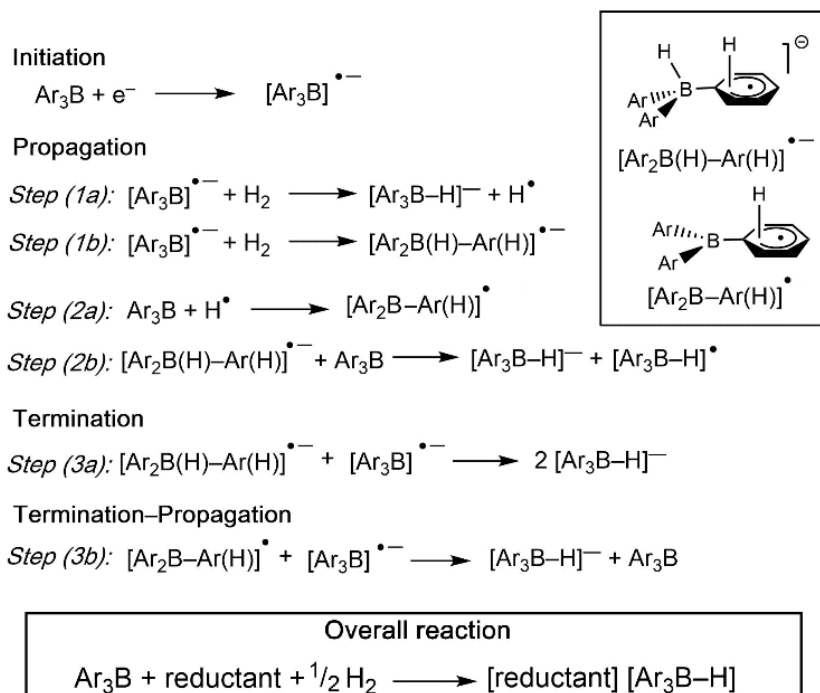 Initiation
Ar₃B + e⁻ ⟶ [Ar₃B]•⁻
Propagation
Step (1a): [Ar₃B]•⁻ + H₂ ⟶ [Ar₃B–H]⁻ + H•
Step (1b): [Ar₃B]•⁻ + H₂ ⟶ [Ar₂B(H)–Ar(H)]•⁻
Step (2a): Ar₃B + H• ⟶ [Ar₂B–Ar(H)]•
Step (2b): [Ar₂B(H)–Ar(H)]•⁻ + Ar₃B ⟶ [Ar₃B–H]⁻ + [Ar₃B–H]•
Termination
Step (3a): [Ar₂B(H)–Ar(H)]•⁻ + [Ar₃B]•⁻ ⟶ 2 [Ar₃B–H]⁻
Termination–Propagation
Step (3b): [Ar₂B–Ar(H)]• + [Ar₃B]•⁻ ⟶ [Ar₃B–H]⁻ + Ar₃B
H H ⊖
B
Ar
Ar
[Ar₂B(H)–Ar(H)]•⁻
H
Ar B
Ar
[Ar₂B–Ar(H)]•
Overall reaction
Ar₃B + reductant + ¹/₂ H₂ ⟶ [reductant] [Ar₃B–H]